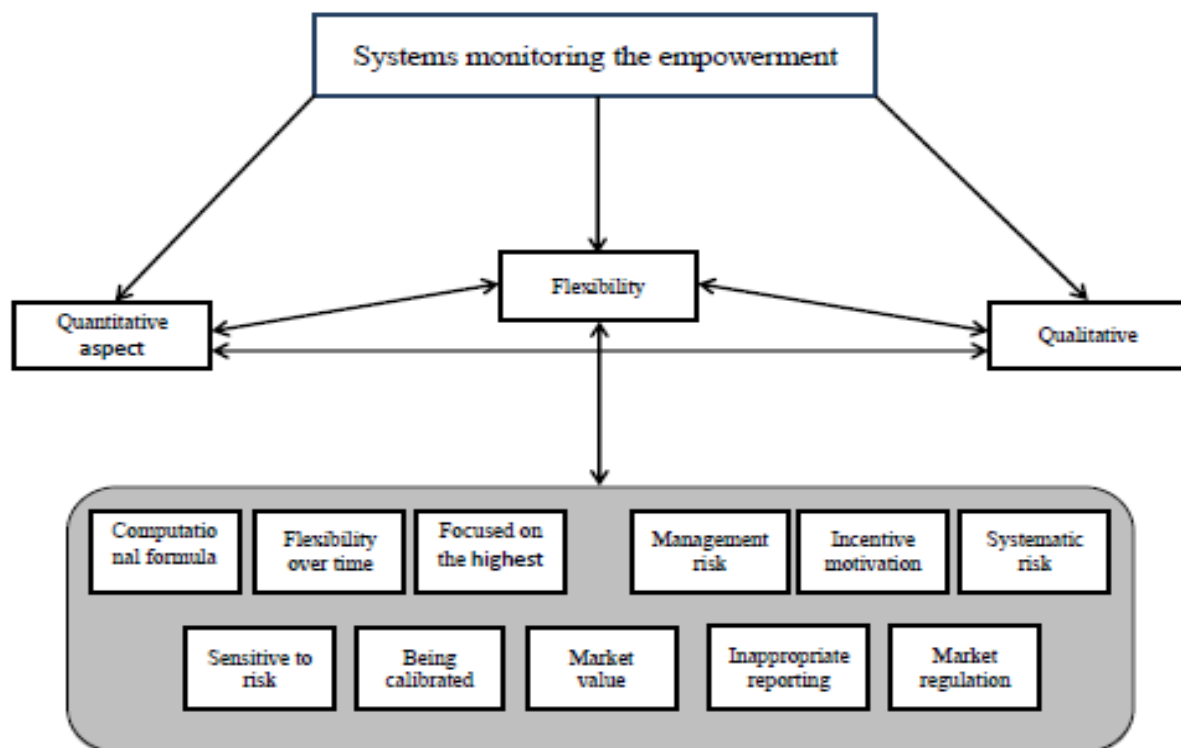 Systems monitoring the empowerment
Flexibility
Quantitative
aspect
Qualitative
Computatio
nal formula
Flexibility
over time
Focused on
the highest
Management
risk
Incentive
motivation
Systematic
risk
Sensitive to
risk
Being
calibrated
Market
value
Inappropriate
reporting
Market
regulation